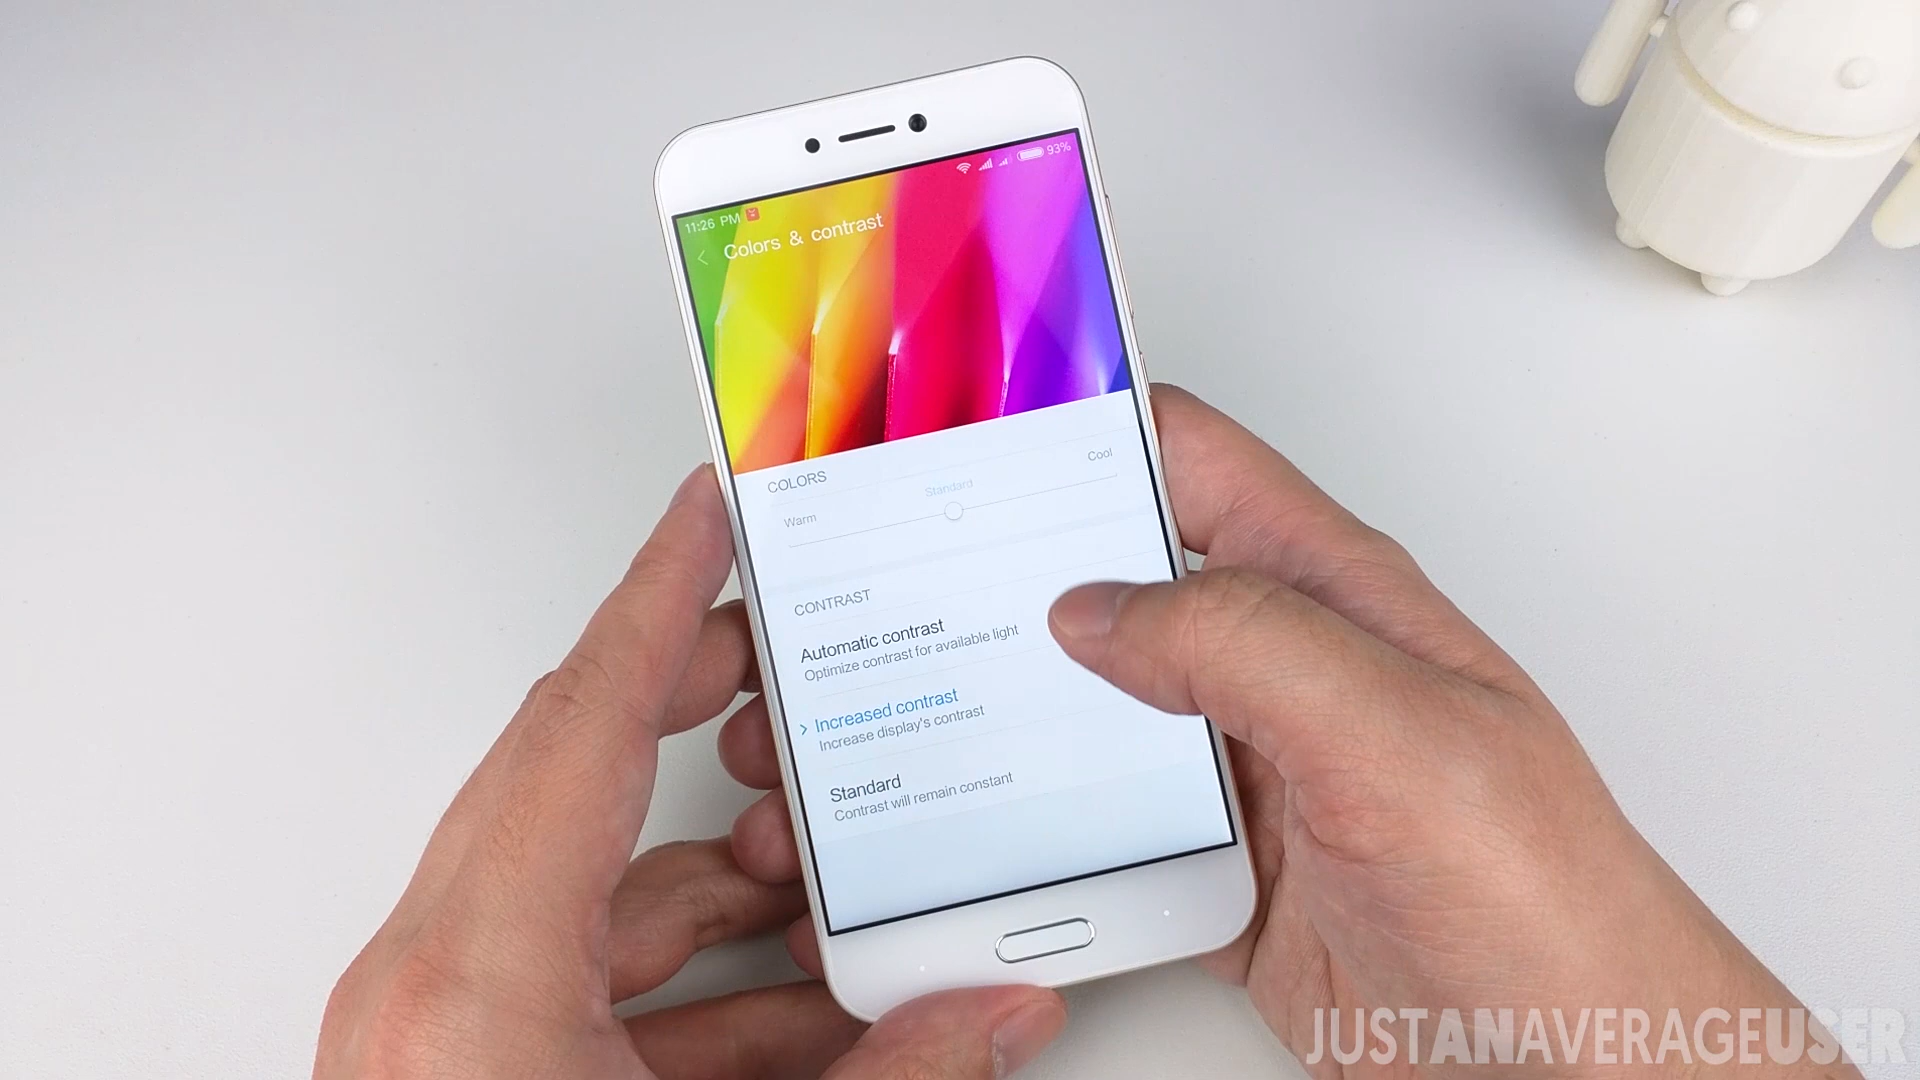 11:26 PM
93%
Colors & contrast
COLORS
Cool
Standard
Warm
CONTRAST
Automatic contrast
Optimize contrast for available light
Increased contrast
Increase display's contrast
Standard
Contrast will remain constant
JUSTANAVERAGEUSER